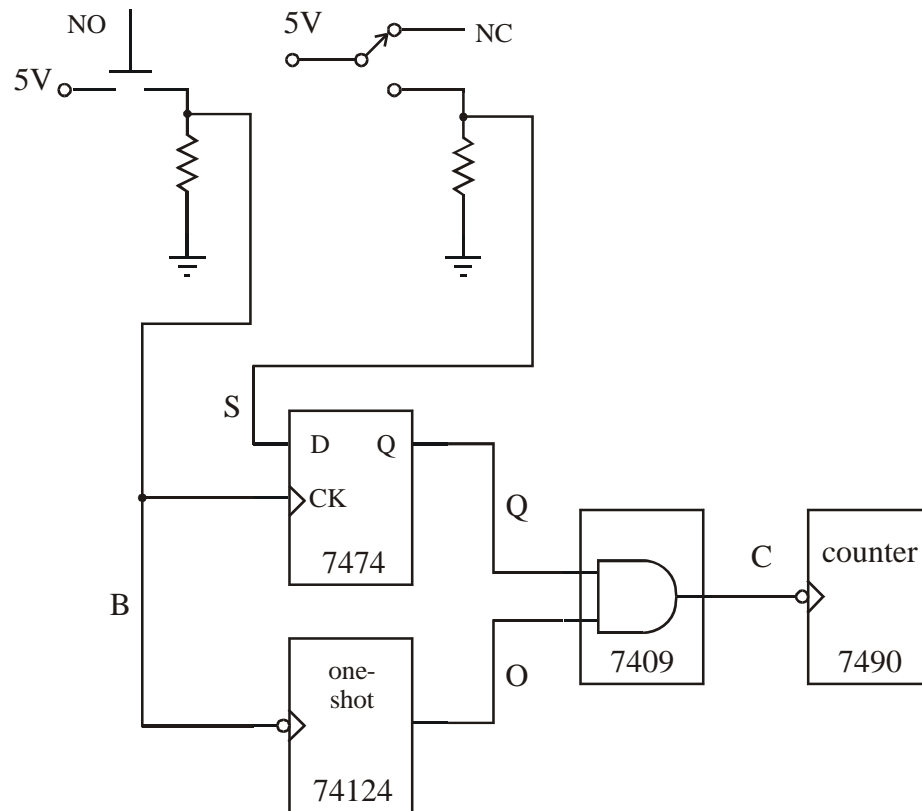 NO
5V
5V
NC
S
D
Q
CK
7474
Q
B
one-
shot
74124
O
7409
C
counter
7490